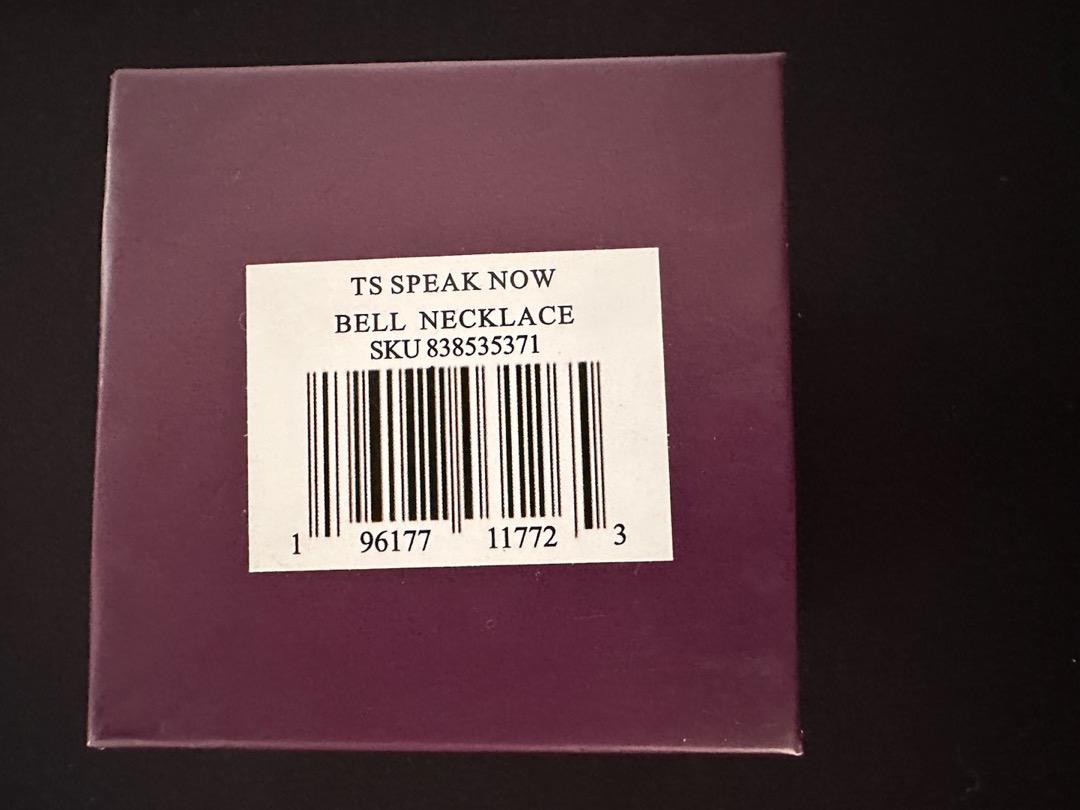 TS SPEAK NOW
BELL NECKLACE
SKU 838535371
1 96177 11772 3